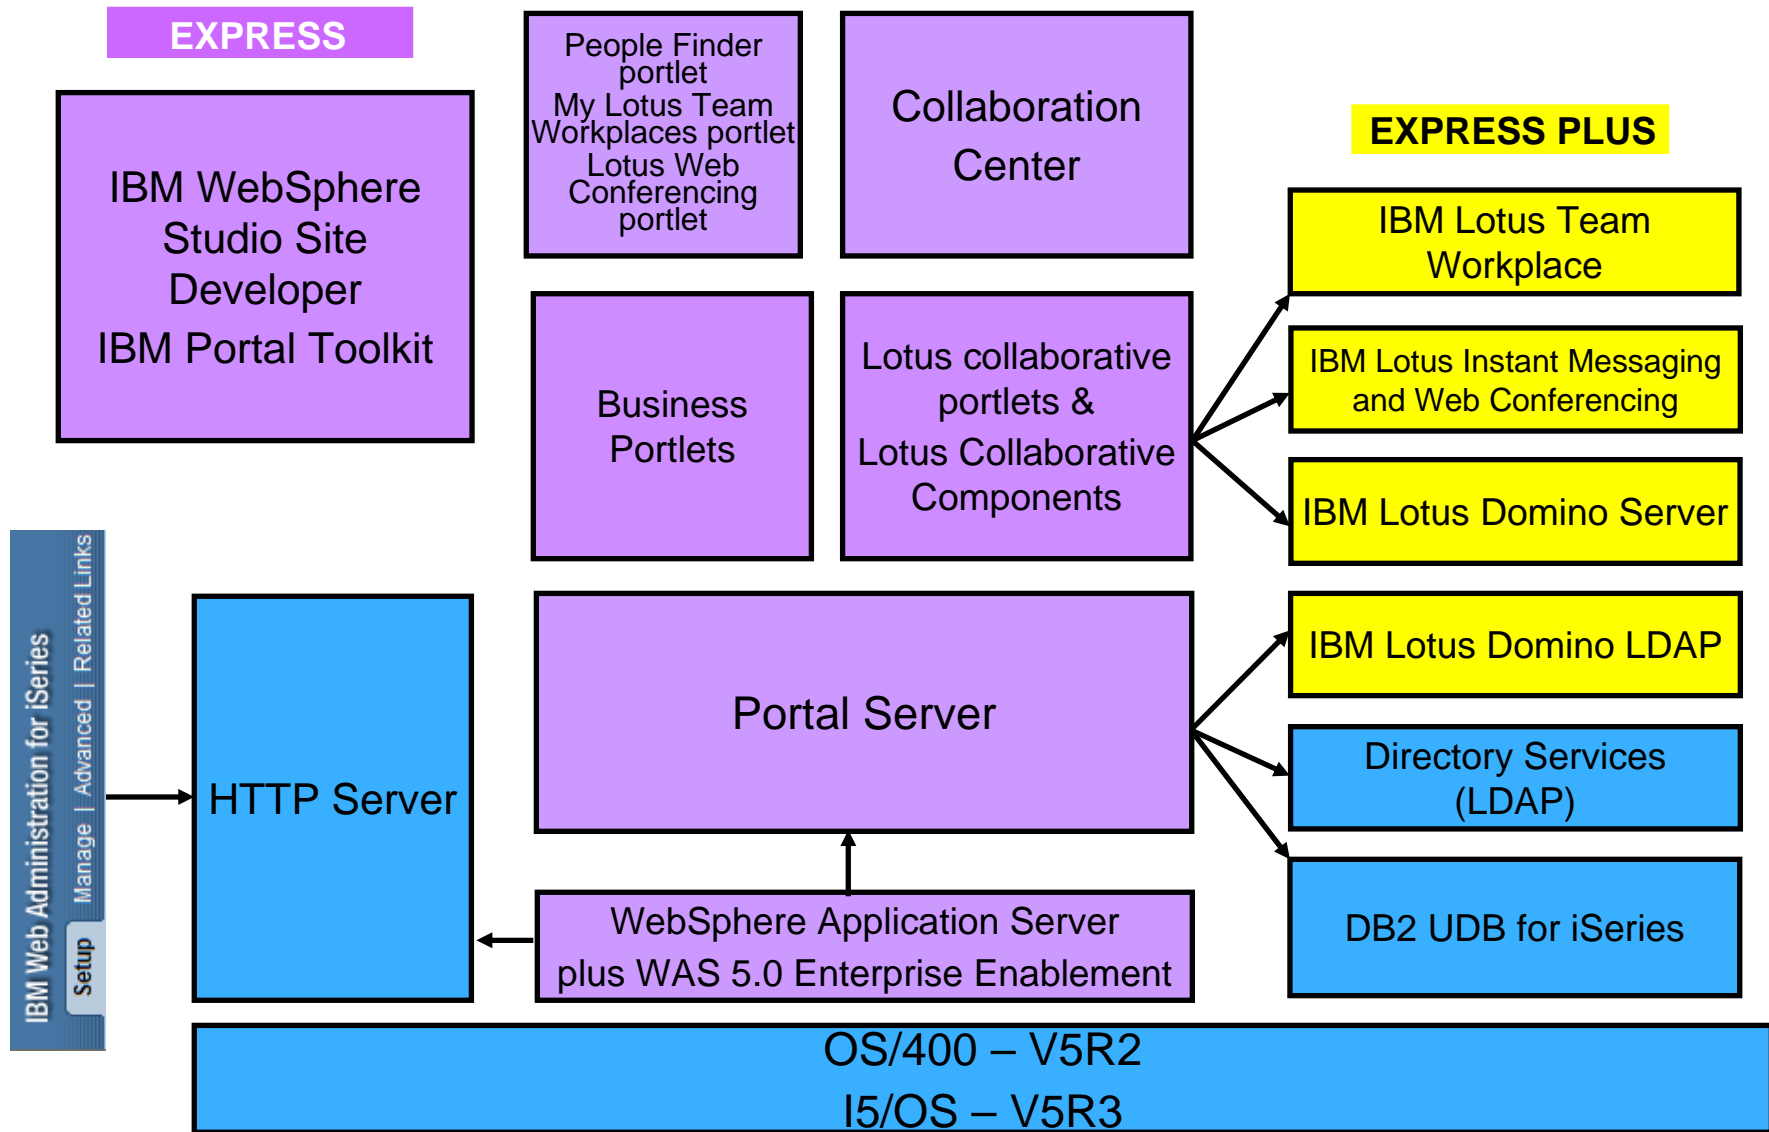 EXPRESS
IBM WebSphere
Studio Site
Developer
IBM Portal Toolkit
People Finder
portlet
My Lotus Team
Workplaces portlet
Lotus Web
Conferencing
portlet
Collaboration
Center
EXPRESS PLUS
IBM Lotus Team
Workplace
Business
Portlets
Lotus collaborative
portlets &
Lotus Collaborative
Components
IBM Lotus Instant Messaging
and Web Conferencing
IBM Lotus Domino Server
IBM Web Administration for iSeries
Setup Manage | Advanced | Related Links
HTTP Server
Portal Server
IBM Lotus Domino LDAP
Directory Services
(LDAP)
WebSphere Application Server
plus WAS 5.0 Enterprise Enablement
DB2 UDB for iSeries
OS/400 – V5R2
I5/OS – V5R3